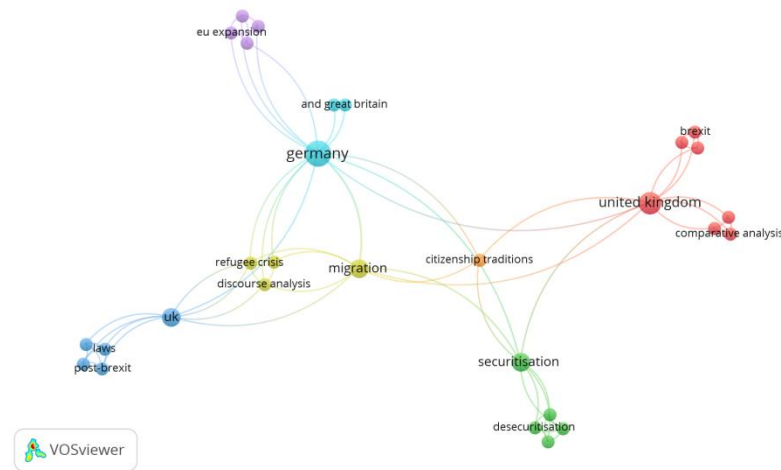 eu expansion
and great britain
germany
brexit
united kingdom
comparative analysis
citizenship traditions
refugee crisis
migration
discourse analysis
uk
laws
post-brexit
securitisation
desecuritisation
VOSviewer